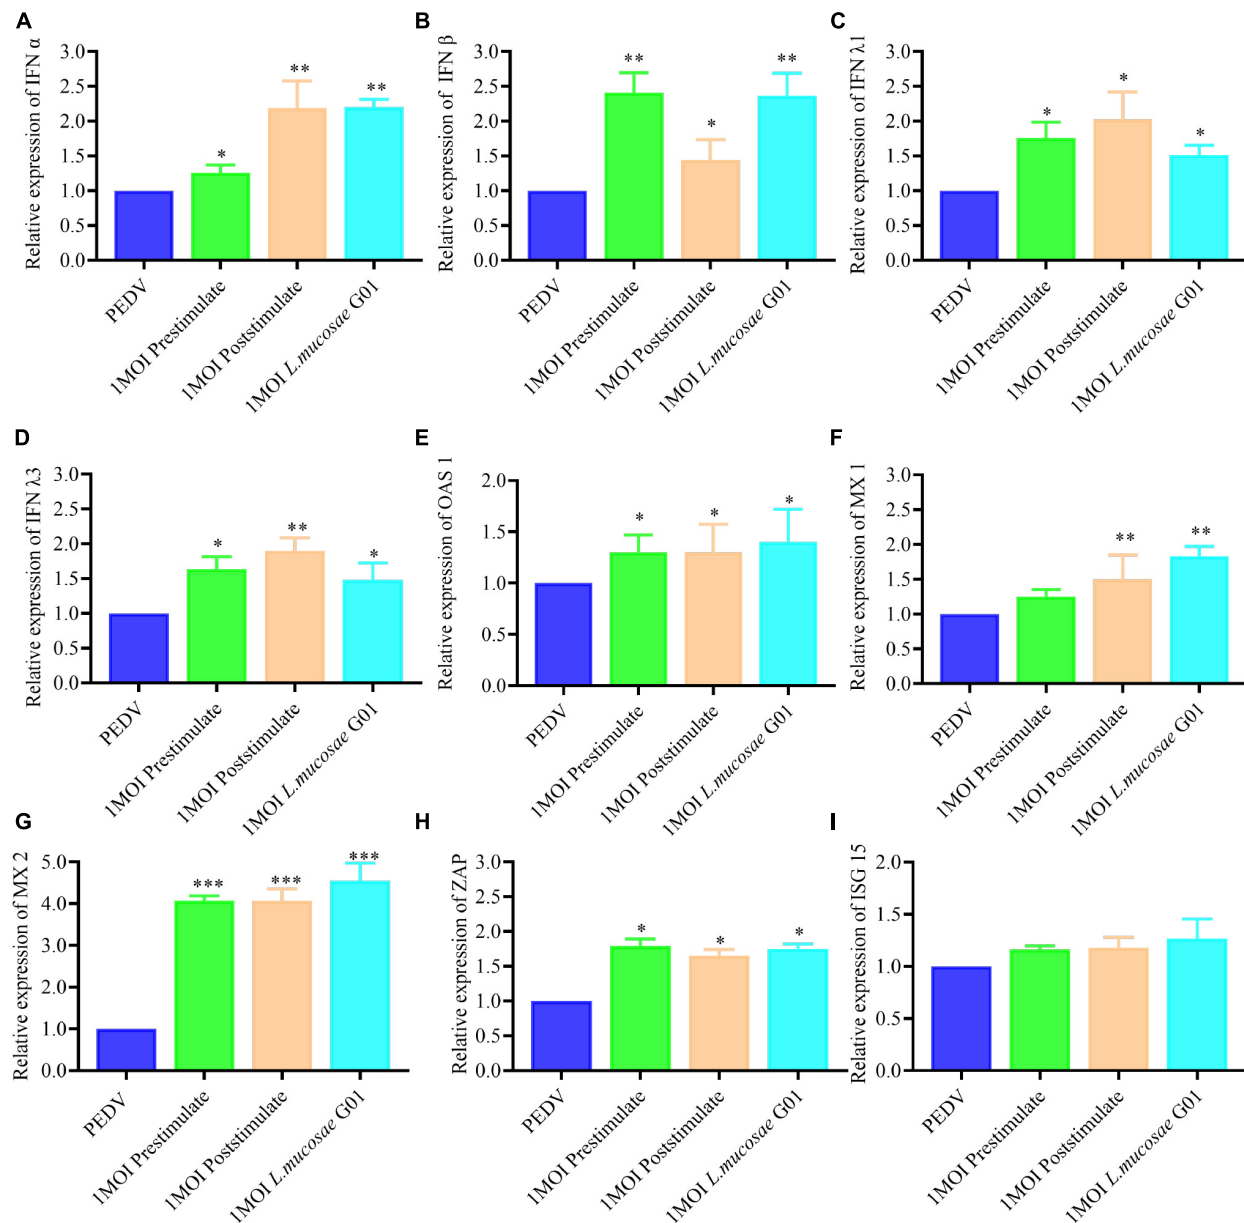 A
Relative expression of IFN α
3.0
2.5
2.0
1.5
1.0
0.5
0.0
*
**
**
PEDV
1MOI Prestimulate
1MOI Poststimulate
1MOI L.mucosae G01
B
Relative expression of IFN β
3.0
2.5
2.0
1.5
1.0
0.5
0.0
**
*
**
PEDV
1MOI Prestimulate
1MOI Poststimulate
1MOI L.mucosae G01
C
Relative expression of IFN λ1
3.0
2.5
2.0
1.5
1.0
0.5
0.0
*
*
*
PEDV
1MOI Prestimulate
1MOI Poststimulate
1MOI L.mucosae G01
D
Relative expression of IFN λ3
3.0
2.5
2.0
1.5
1.0
0.5
0.0
*
**
*
PEDV
1MOI Prestimulate
1MOI Poststimulate
1MOI L.mucosae G01
E
Relative expression of OAS 1
2.0
1.5
1.0
0.5
0.0
*
*
*
PEDV
1MOI Prestimulate
1MOI Poststimulate
1MOI L.mucosae G01
F
Relative expression of MX 1
3.0
2.5
2.0
1.5
1.0
0.5
0.0
**
**
PEDV
1MOI Prestimulate
1MOI Poststimulate
1MOI L.mucosae G01
G
Relative expression of MX 2
5.0
4.0
3.0
2.0
1.0
0.0
***
***
***
PEDV
1MOI Prestimulate
1MOI Poststimulate
1MOI L.mucosae G01
H
Relative expression of ZAP
3.0
2.5
2.0
1.5
1.0
0.5
0.0
*
*
*
PEDV
1MOI Prestimulate
1MOI Poststimulate
1MOI L.mucosae G01
I
Relative expression of ISG 15
2.0
1.5
1.0
0.5
0.0
PEDV
1MOI Prestimulate
1MOI Poststimulate
1MOI L.mucosae G01